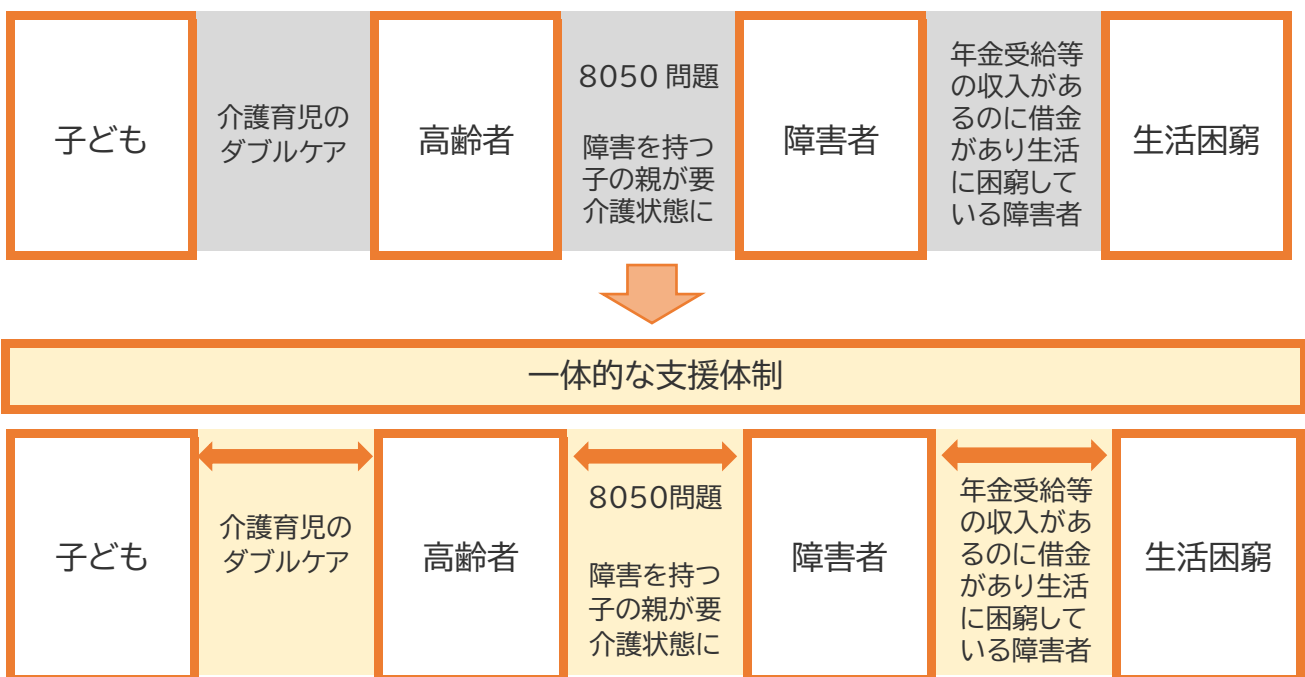 子ども
介護育児の
ダブルケア
高齢者
8050 問題
障害を持つ
子の親が要
介護状態に
障害者
年金受給等
の収入があ
るのに借金
があり生活
に困窮して
いる障害者
生活困窮
一体的な支援体制
子ども
介護育児の
ダブルケア
高齢者
8050問題
障害を持つ
子の親が要
介護状態に
障害者
年金受給等
の収入があ
るのに借金
があり生活
に困窮して
いる障害者
生活困窮